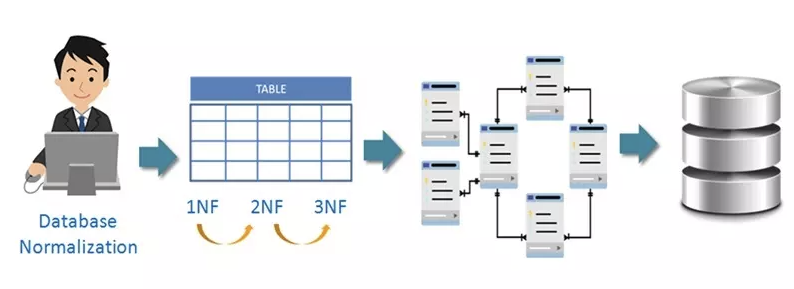 Database
Normalization
TABLE
1NF 2NF 3NF